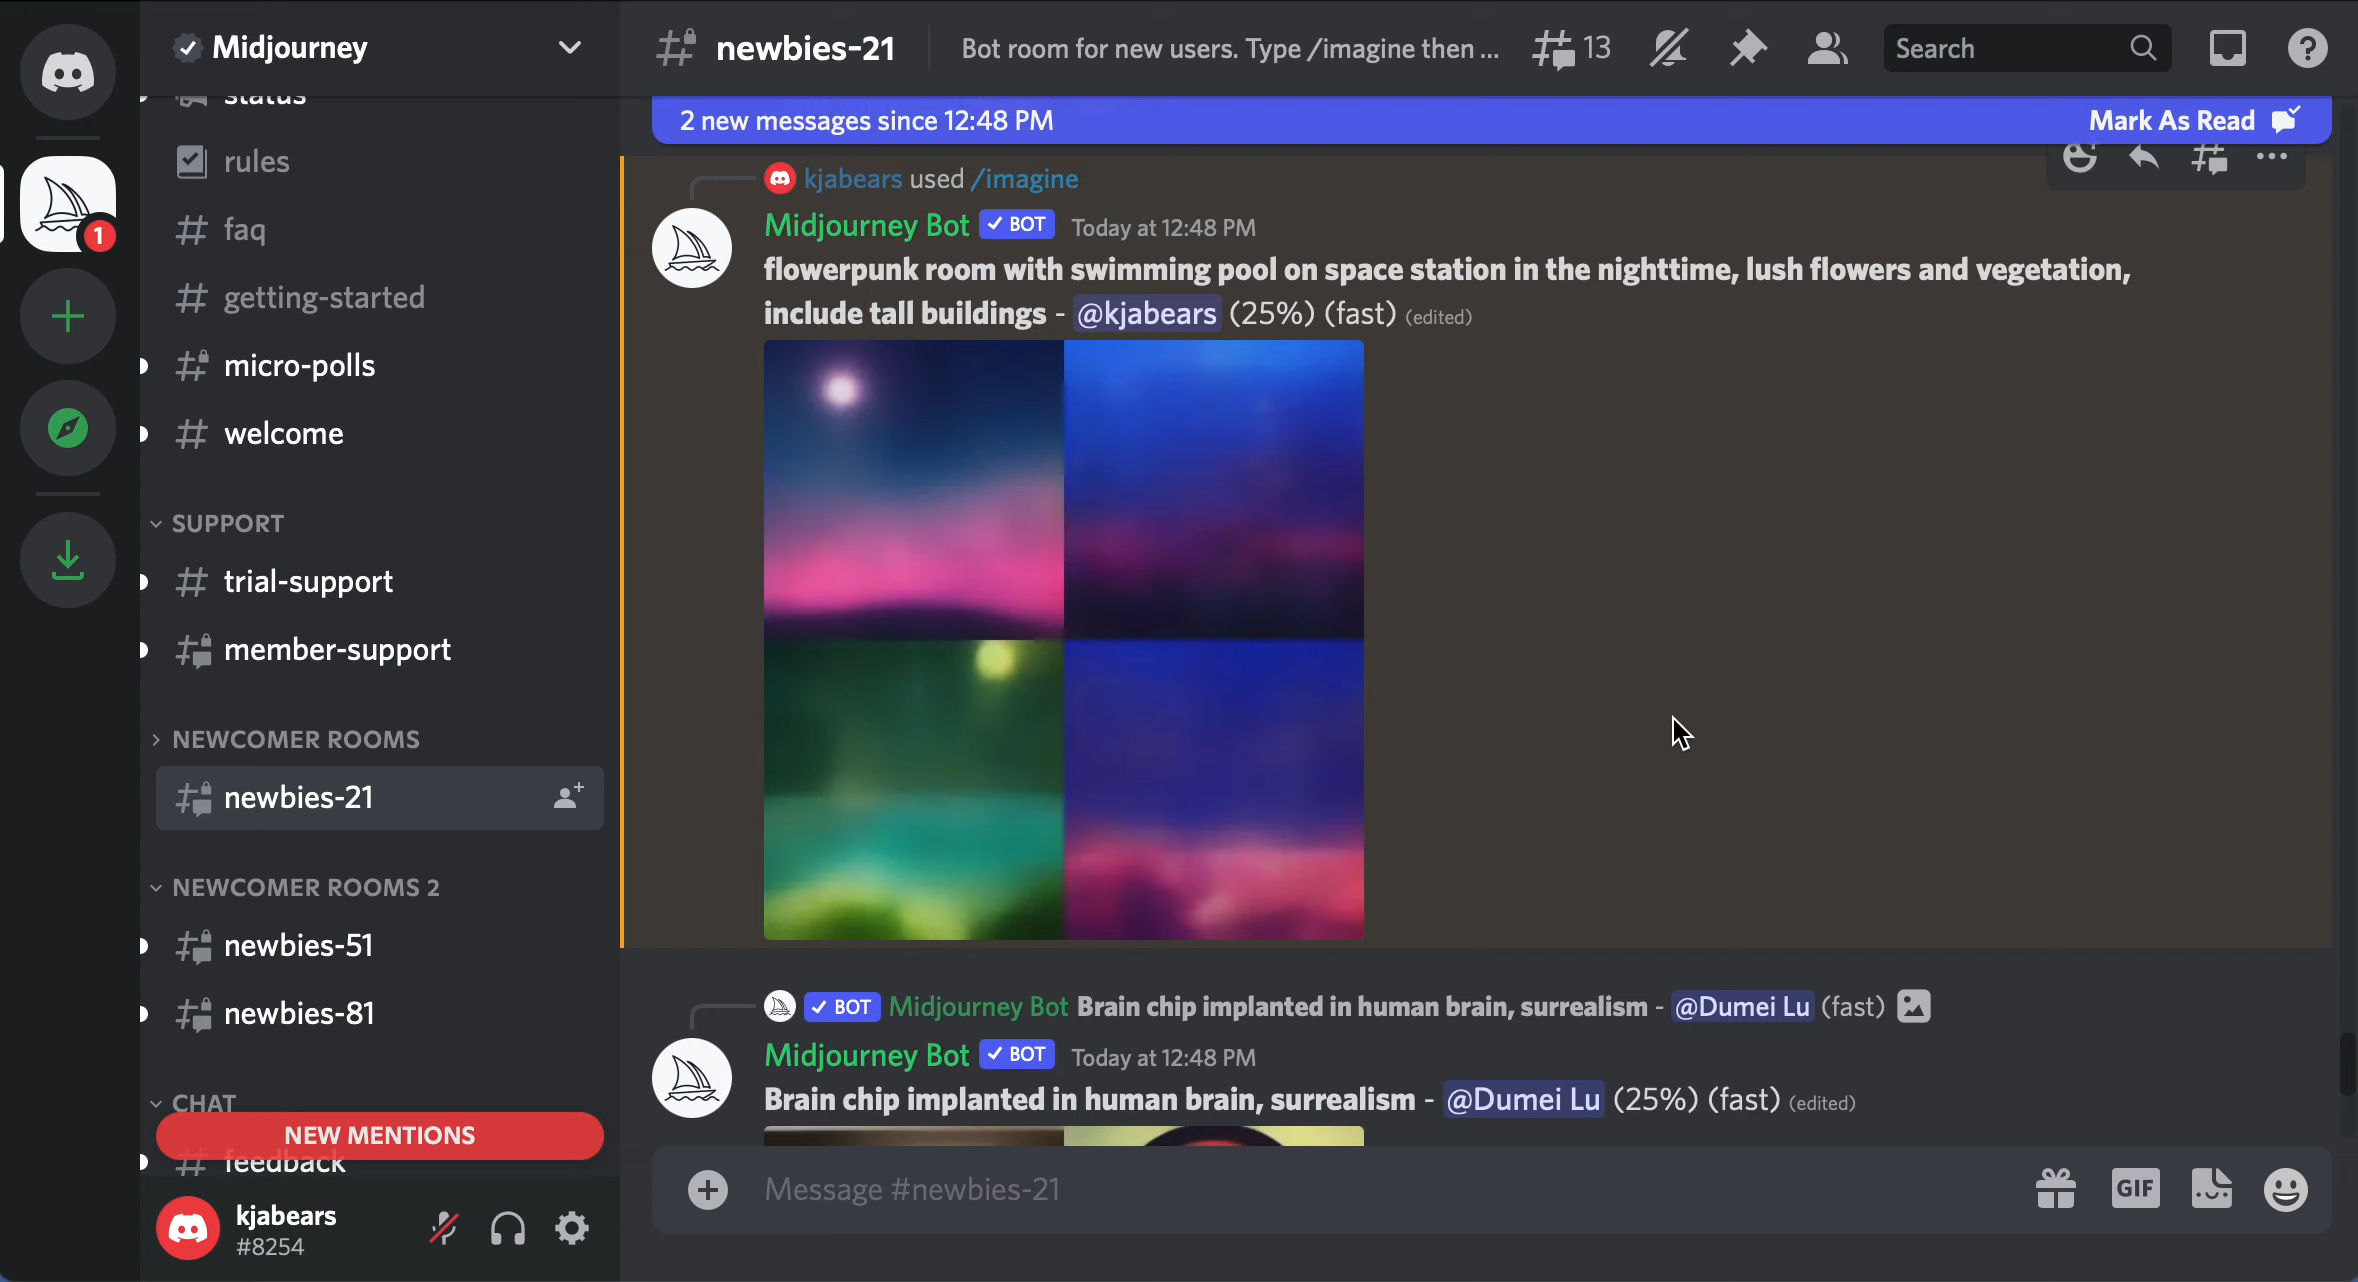 Midjourney
status
rules
faq
getting-started
micro-polls
welcome
SUPPORT
trial-support
member-support
NEWCOMER ROOMS
newbies-21
NEWCOMER ROOMS 2
newbies-51
newbies-81
CHAT
NEW MENTIONS
feedback
kjabears
#8254
1
newbies-21
Bot room for new users. Type /imagine then ...
13
Search
2 new messages since 12:48 PM
Mark As Read
kjabears used /imagine
Midjourney Bot BOT Today at 12:48 PM
flowerpunk room with swimming pool on space station in the nighttime, lush flowers and vegetation,
include tall buildings - @kjabears (25%) (fast) (edited)
BOT Midjourney Bot Brain chip implanted in human brain, surrealism - @Dumei Lu (fast)
Midjourney Bot BOT Today at 12:48 PM
Brain chip implanted in human brain, surrealism - @Dumei Lu (25%) (fast) (edited)
Message #newbies-21
GIF